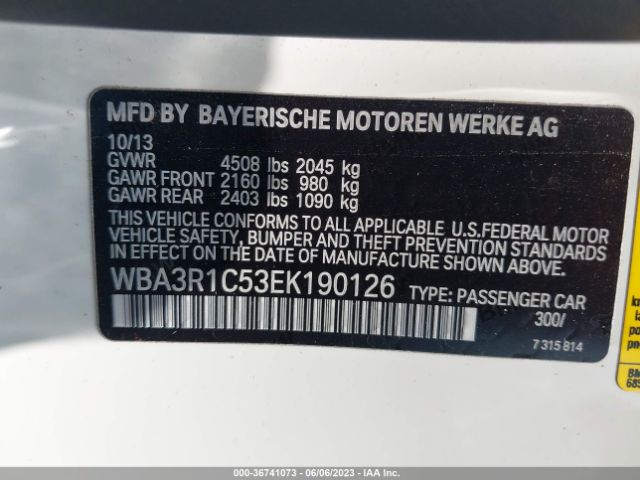 MFD BY BAYERISCHE MOTOREN WERKE AG
10/13
GVWR 4508 lbs 2045 kg
GAWR FRONT 2160 lbs 980 kg
GAWR REAR 2403 lbs 1090 kg
THIS VEHICLE CONFORMS TO ALL APPLICABLE U.S.FEDERAL MOTOR
VEHICLE SAFETY, BUMPER AND THEFT PREVENTION STANDARDS
IN EFFECT ON THE DATE OF MANUFACTURE SHOWN ABOVE.
WBA3R1C53EK190126 TYPE: PASSENGER CAR
300/
7 315 814
000-36741073 - 06/06/2023 - IAAI.COM